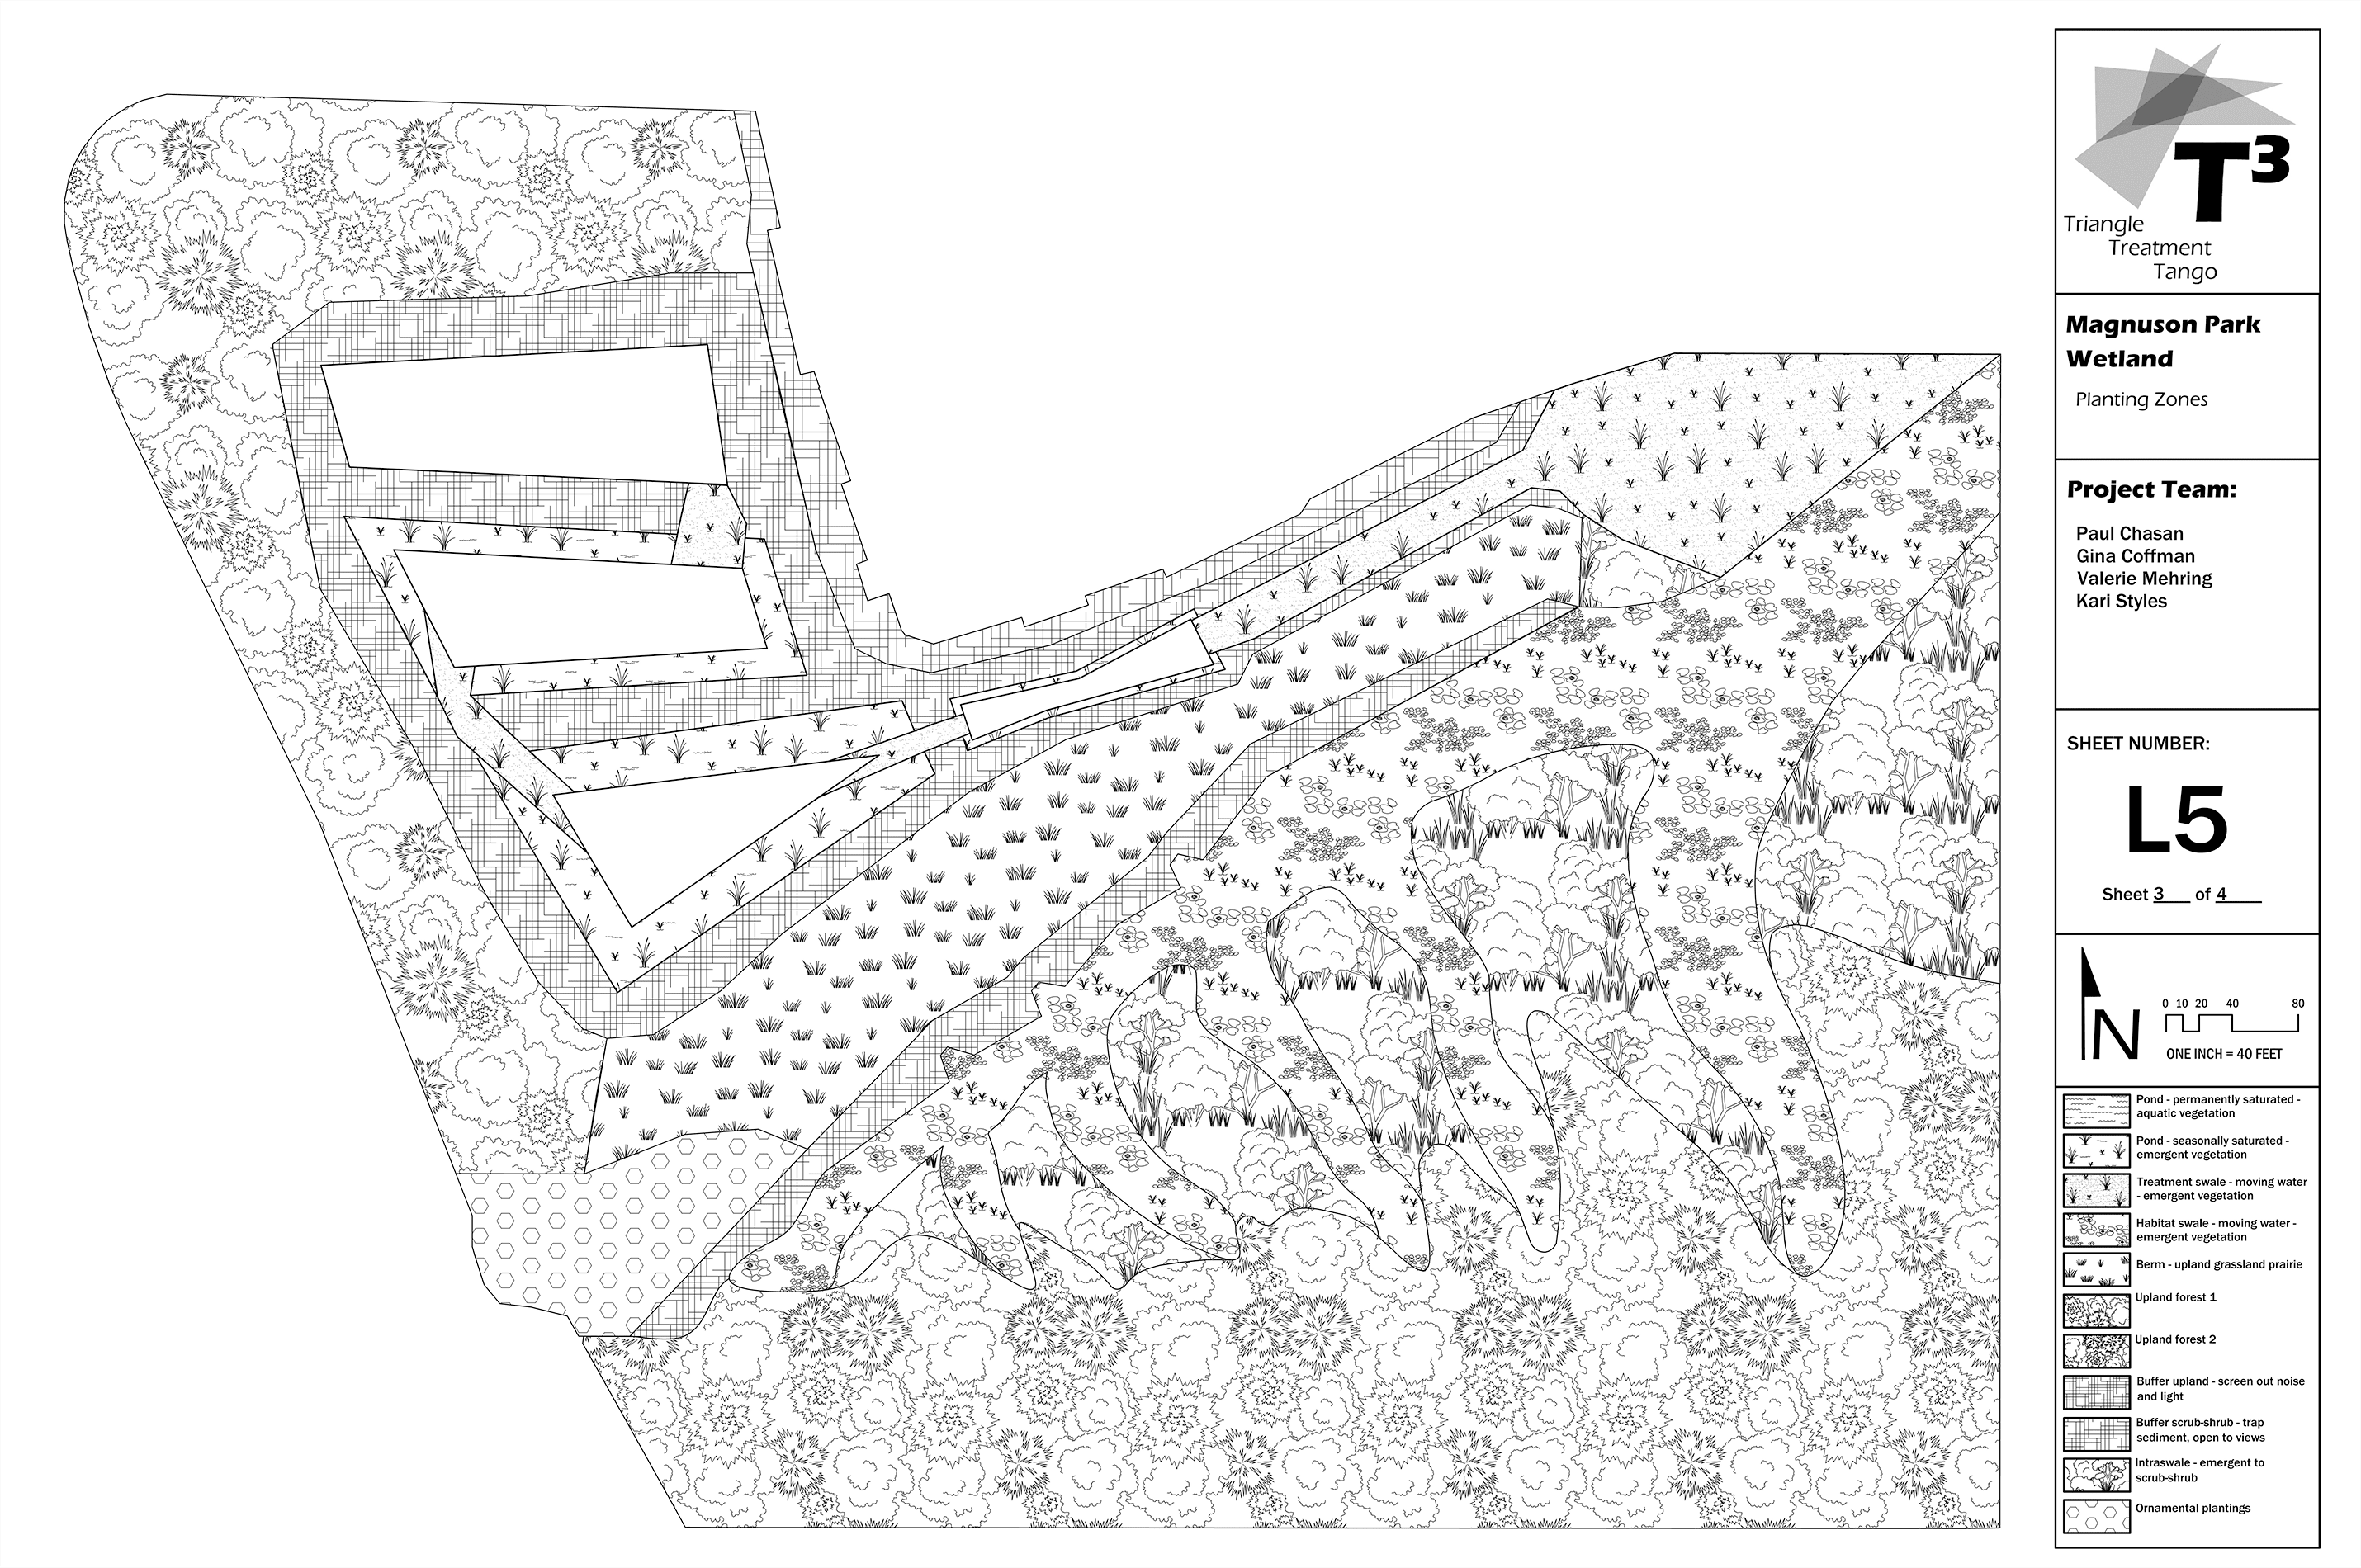 T³
Triangle
Treatment
Tango
Magnuson Park
Wetland
Planting Zones
Project Team:
Paul Chasan
Gina Coffman
Valerie Mehring
Kari Styles
SHEET NUMBER:
L5
Sheet 3 of 4
N
0 10 20 40 80
ONE INCH = 40 FEET
Pond - permanently saturated -
aquatic vegetation
Pond - seasonally saturated -
emergent vegetation
Treatment swale - moving water
- emergent vegetation
Habitat swale - moving water -
emergent vegetation
Berm - upland grassland prairie
Upland forest 1
Upland forest 2
Buffer upland - screen out noise
and light
Buffer scrub-shrub - trap
sediment, open to views
Intraswale - emergent to
scrub-shrub
Ornamental plantings